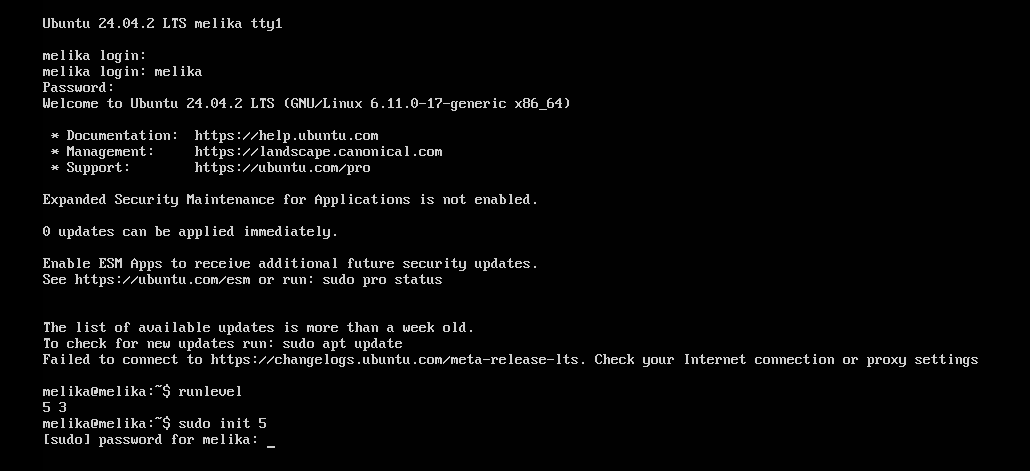 Ubuntu 24.04.2 LTS melika tty1
melika login:
melika login: melika
Password:
Welcome to Ubuntu 24.04.2 LTS (GNU/Linux 6.11.0-17-generic x86_64)
* Documentation: https://help.ubuntu.com
* Management: https://landscape.canonical.com
* Support: https://ubuntu.com/pro
Expanded Security Maintenance for Applications is not enabled.
0 updates can be applied immediately.
Enable ESM Apps to receive additional future security updates.
See https://ubuntu.com/esm or run: sudo pro status
The list of available updates is more than a week old.
To check for new updates run: sudo apt update
Failed to connect to https://changelogs.ubuntu.com/meta-release-lts. Check your Internet connection or proxy settings
melika@melika:~$ runlevel
5 3
melika@melika:~$ sudo init 5
[sudo] password for melika: _